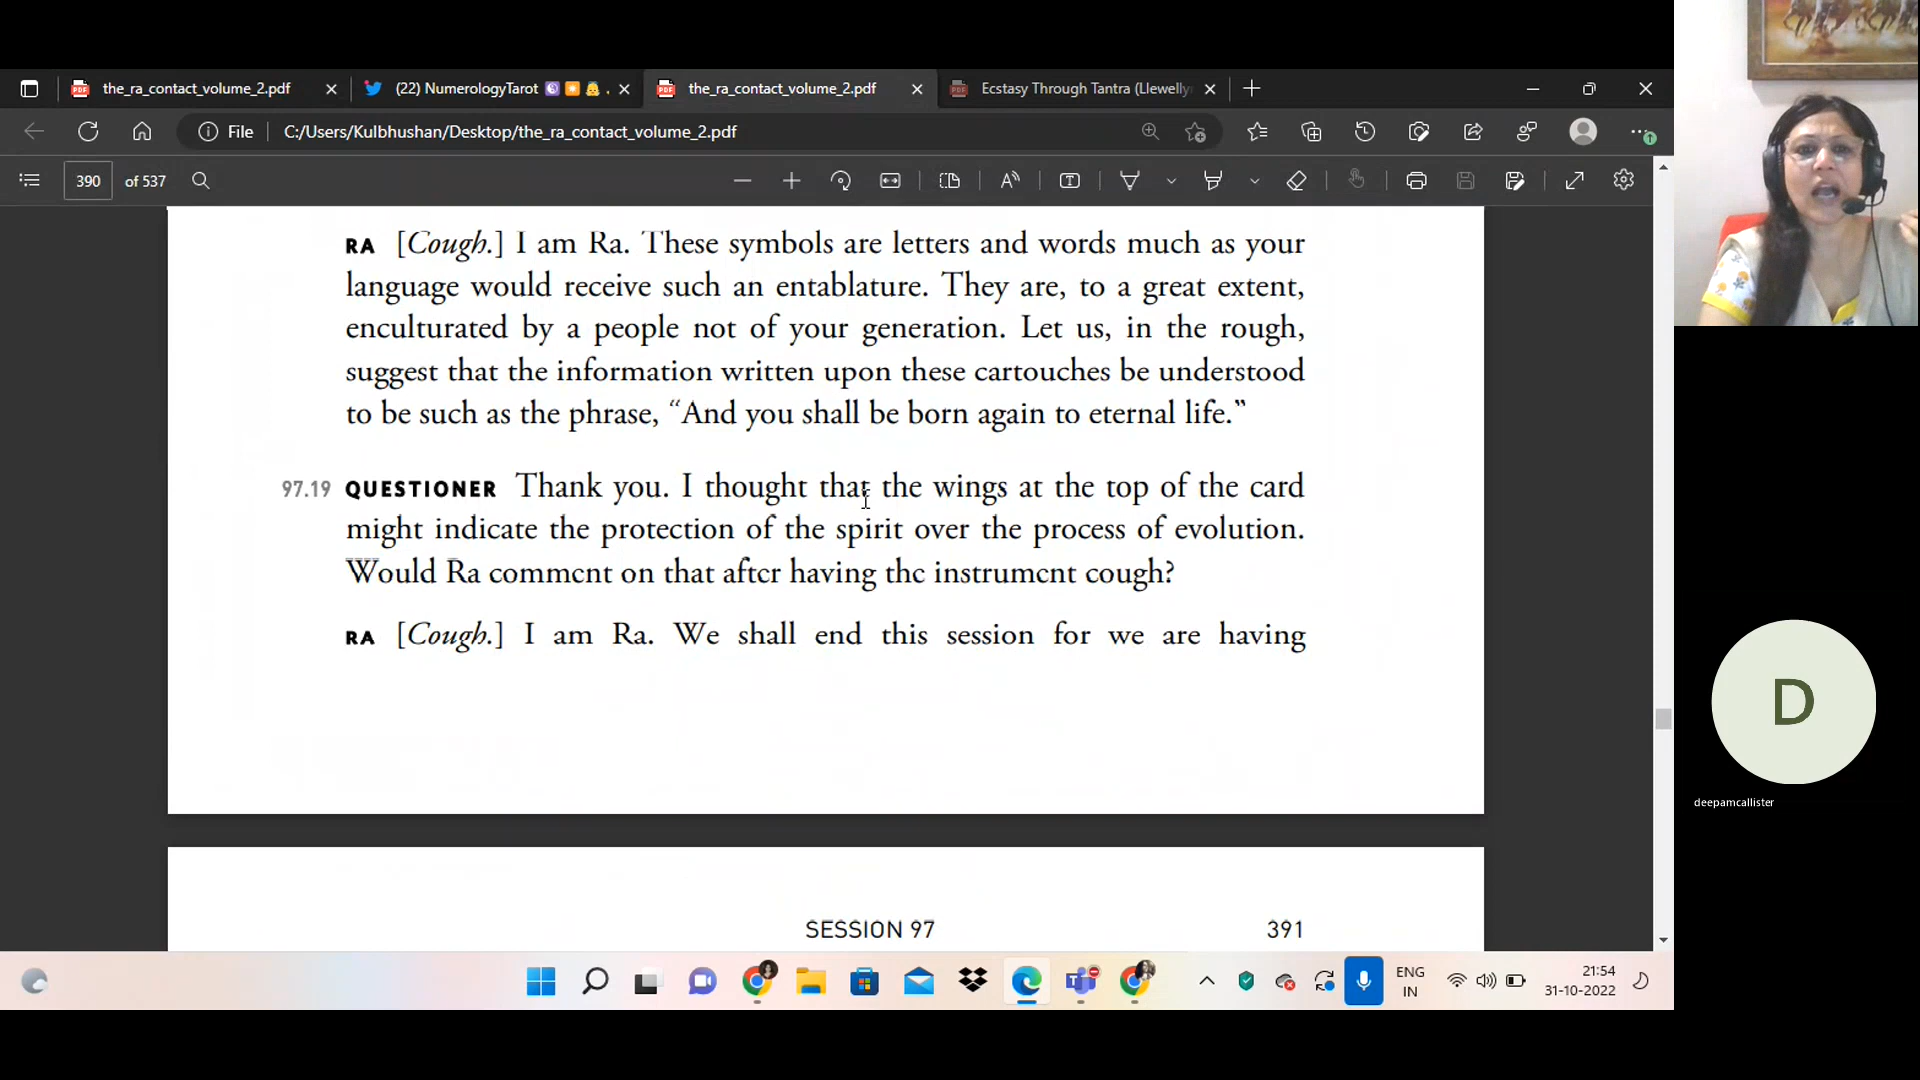 the_ra_contact_volume_2.pdf
(22) NumerologyTarot
the_ra_contact_volume_2.pdf
Ecstasy Through Tantra (Llewelly
File
C:/Users/Kulbhushan/Desktop/the_ra_contact_volume_2.pdf
390 of 537
RA [Cough.] I am Ra. These symbols are letters and words much as your
language would receive such an entablature. They are, to a great extent,
enculturated by a people not of your generation. Let us, in the rough,
suggest that the information written upon these cartouches be understood
to be such as the phrase, “And you shall be born again to eternal life.”
97.19 QUESTIONER Thank you. I thought that the wings at the top of the card
might indicate the protection of the spirit over the process of evolution.
Would Ra comment on that after having the instrument cough?
RA [Cough.] I am Ra. We shall end this session for we are having
SESSION 97 391
D
deepamcallister
ENG
IN
21:54
31-10-2022